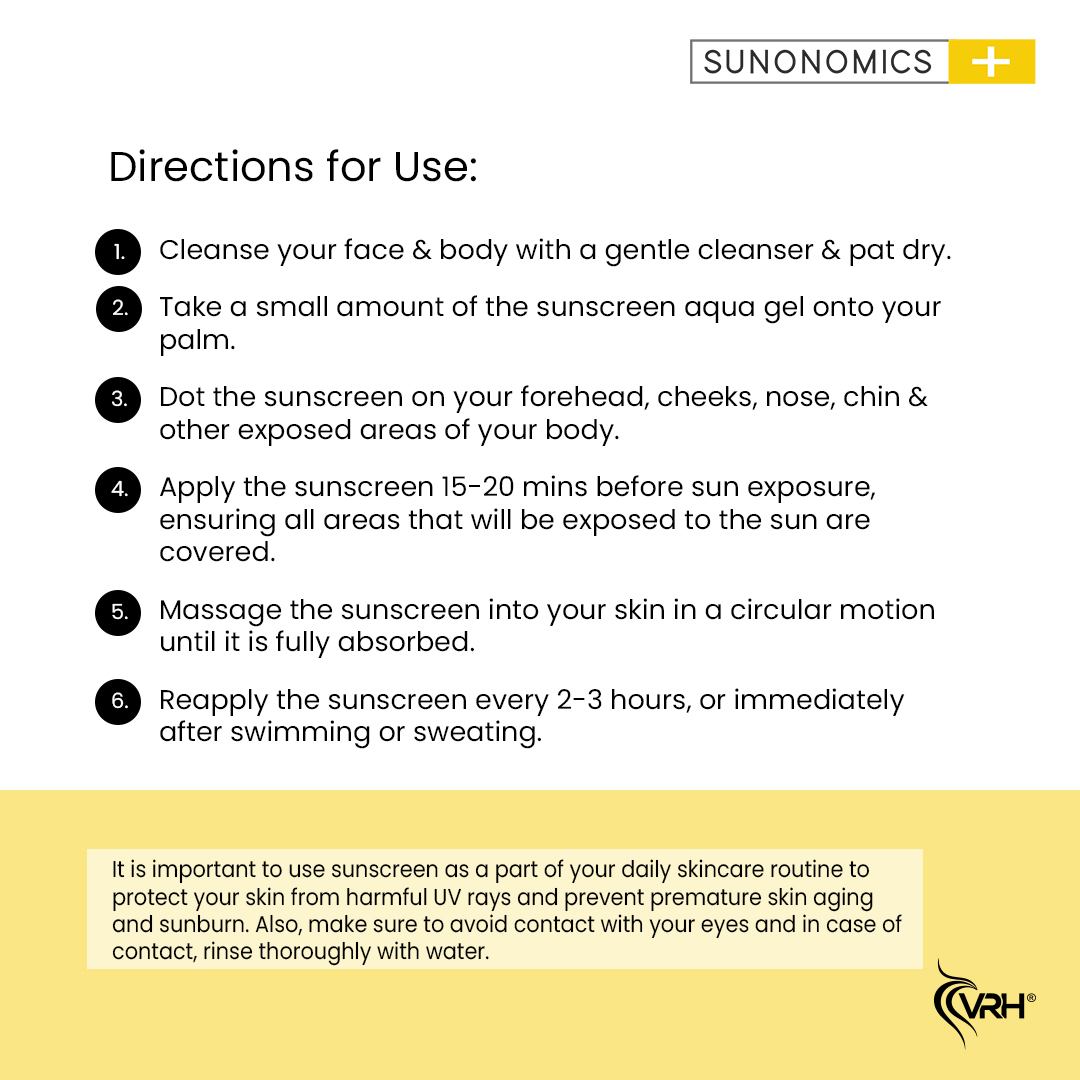 SUNONOMICS +
Directions for Use:
1. Cleanse your face & body with a gentle cleanser & pat dry.
2. Take a small amount of the sunscreen aqua gel onto your
palm.
3. Dot the sunscreen on your forehead, cheeks, nose, chin &
other exposed areas of your body.
4. Apply the sunscreen 15-20 mins before sun exposure,
ensuring all areas that will be exposed to the sun are
covered.
5. Massage the sunscreen into your skin in a circular motion
until it is fully absorbed.
6. Reapply the sunscreen every 2-3 hours, or immediately
after swimming or sweating.
It is important to use sunscreen as a part of your daily skincare routine to
protect your skin from harmful UV rays and prevent premature skin aging
and sunburn. Also, make sure to avoid contact with your eyes and in case of
contact, rinse thoroughly with water.
VRH®